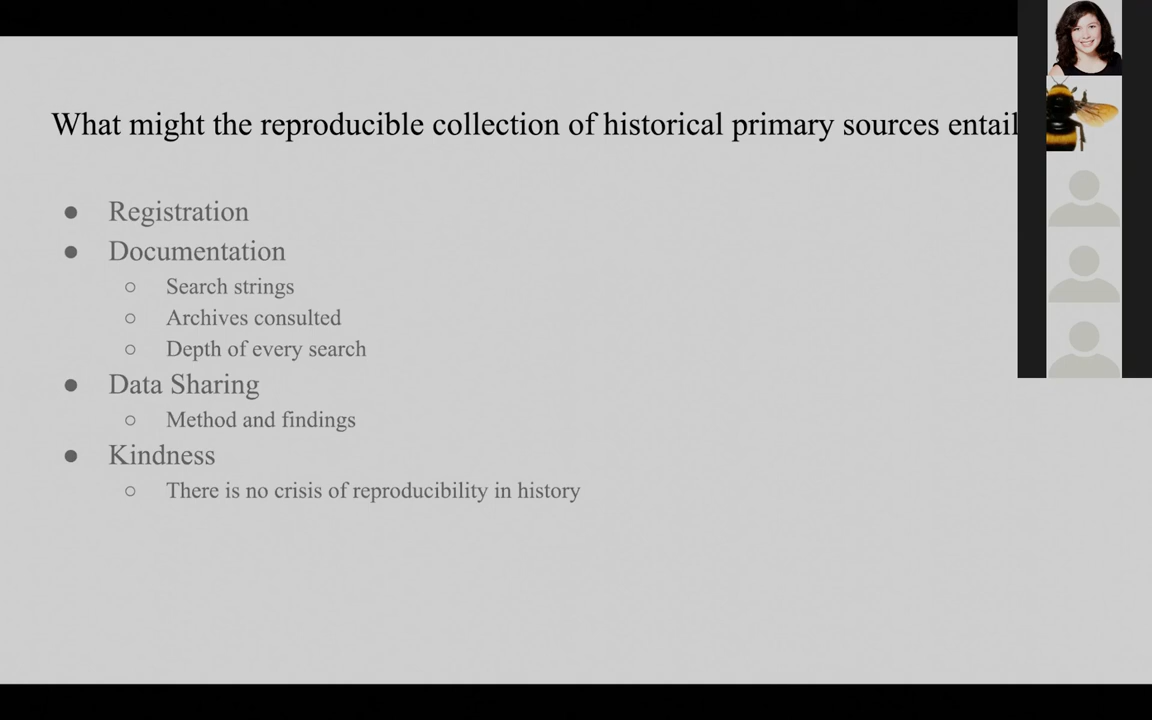 What might the reproducible collection of historical primary sources entail
Registration
Documentation
Search strings
Archives consulted
Depth of every search
Data Sharing
Method and findings
Kindness
There is no crisis of reproducibility in history